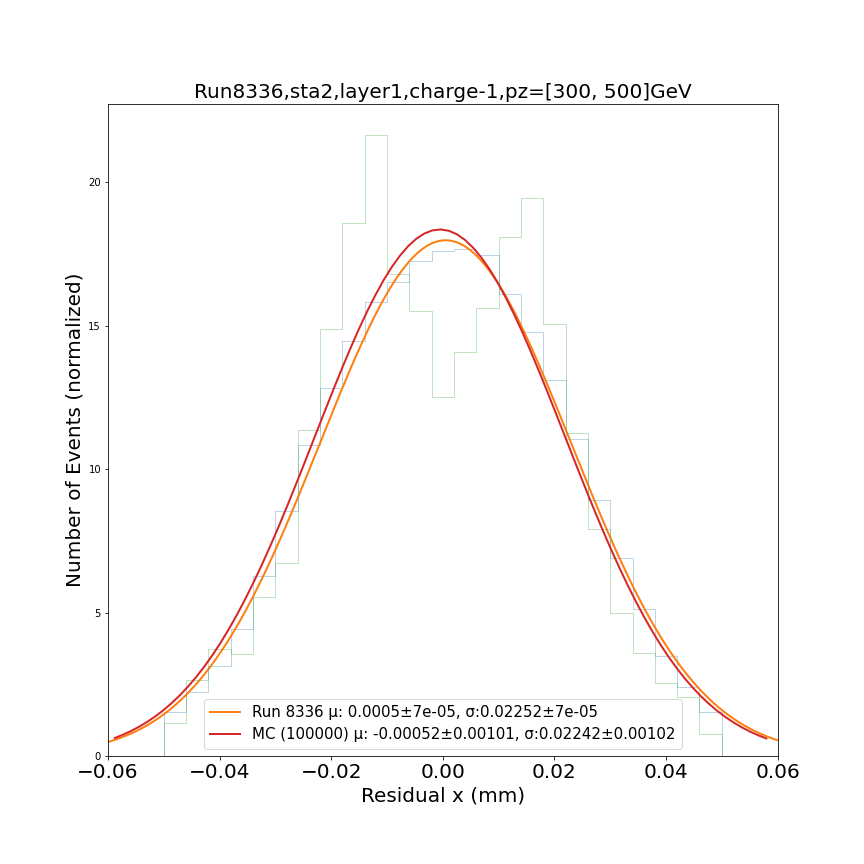 Run8336,sta2,layer1,charge-1,pz=[300, 500]GeV
Number of Events (normalized)
20
15
10
5
0
Run 8336 μ: 0.0005±7e-05, σ:0.02252±7e-05
MC (100000) μ: -0.00052±0.00101, σ:0.02242±0.00102
−0.06 −0.04 −0.02 0.00 0.02 0.04 0.06
Residual x (mm)